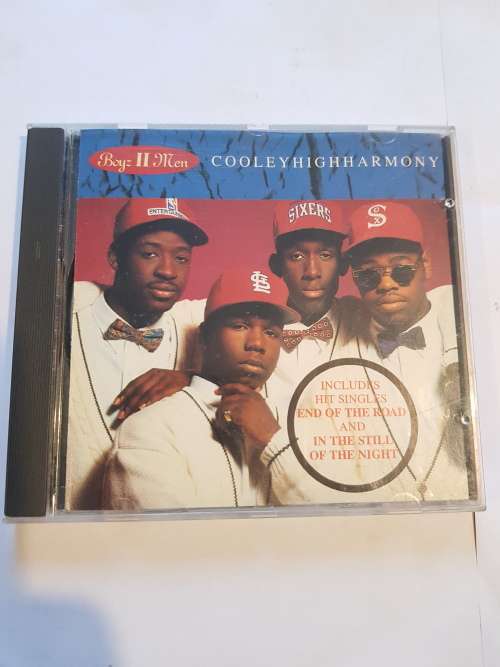 Boyz II Men
COOLEYHIGHHARMONY
SIXERS
S
STL
INCLUDES
HIT SINGLES
END OF THE ROAD
AND
IN THE STILL
OF THE NIGHT